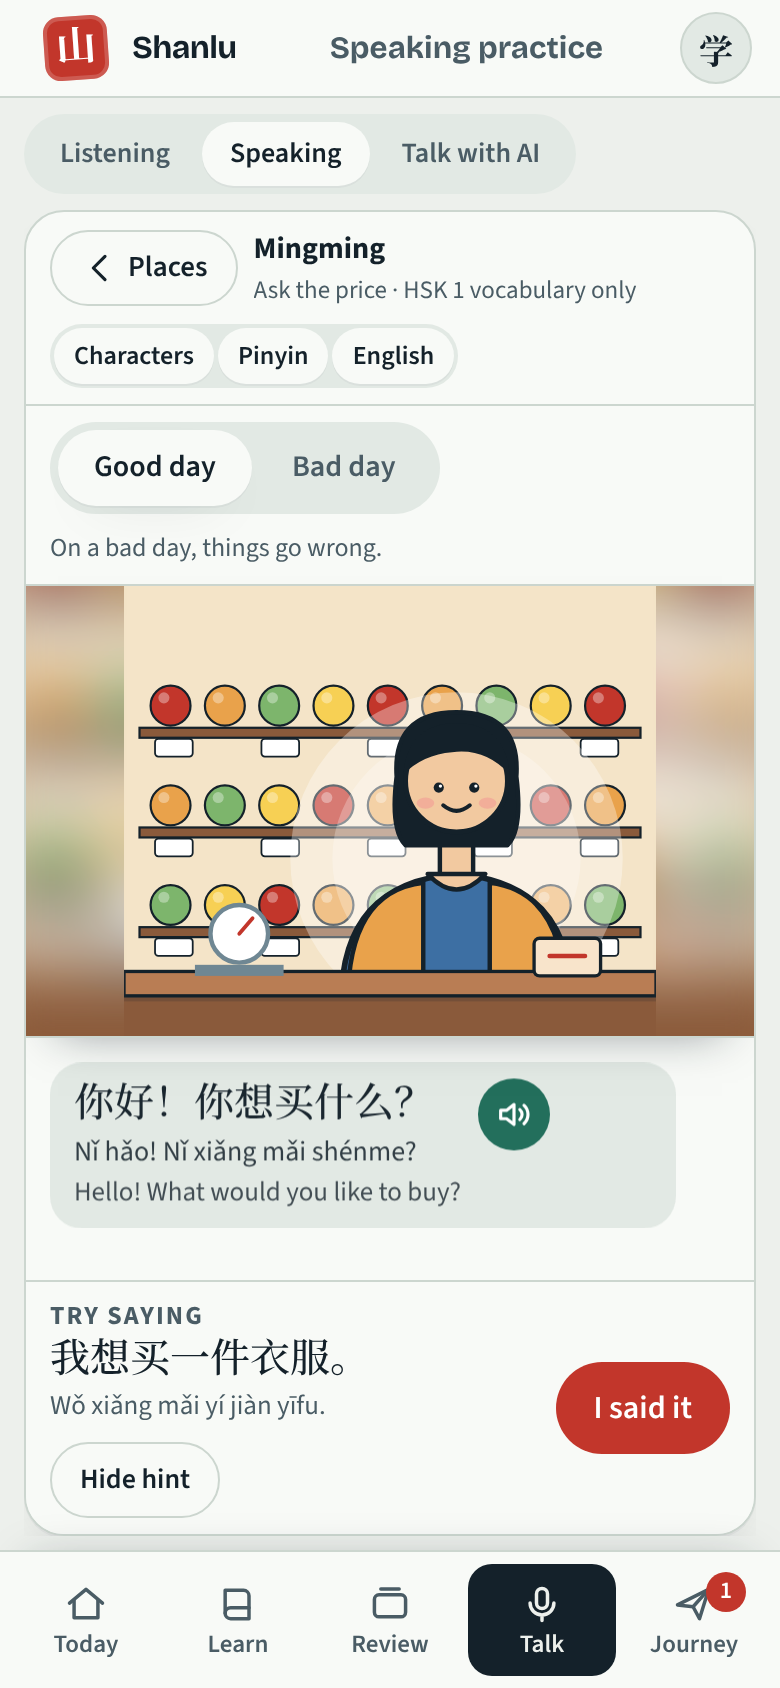 山 Shanlu
Speaking practice
学
Listening
Speaking
Talk with AI
Places
Mingming
Ask the price · HSK 1 vocabulary only
Characters
Pinyin
English
Good day
Bad day
On a bad day, things go wrong.
你好！你想买什么？
Nǐ hǎo! Nǐ xiǎng mǎi shénme?
Hello! What would you like to buy?
TRY SAYING
我想买一件衣服。
Wǒ xiǎng mǎi yí jiàn yīfu.
I said it
Hide hint
Today
Learn
Review
Talk
1
Journey